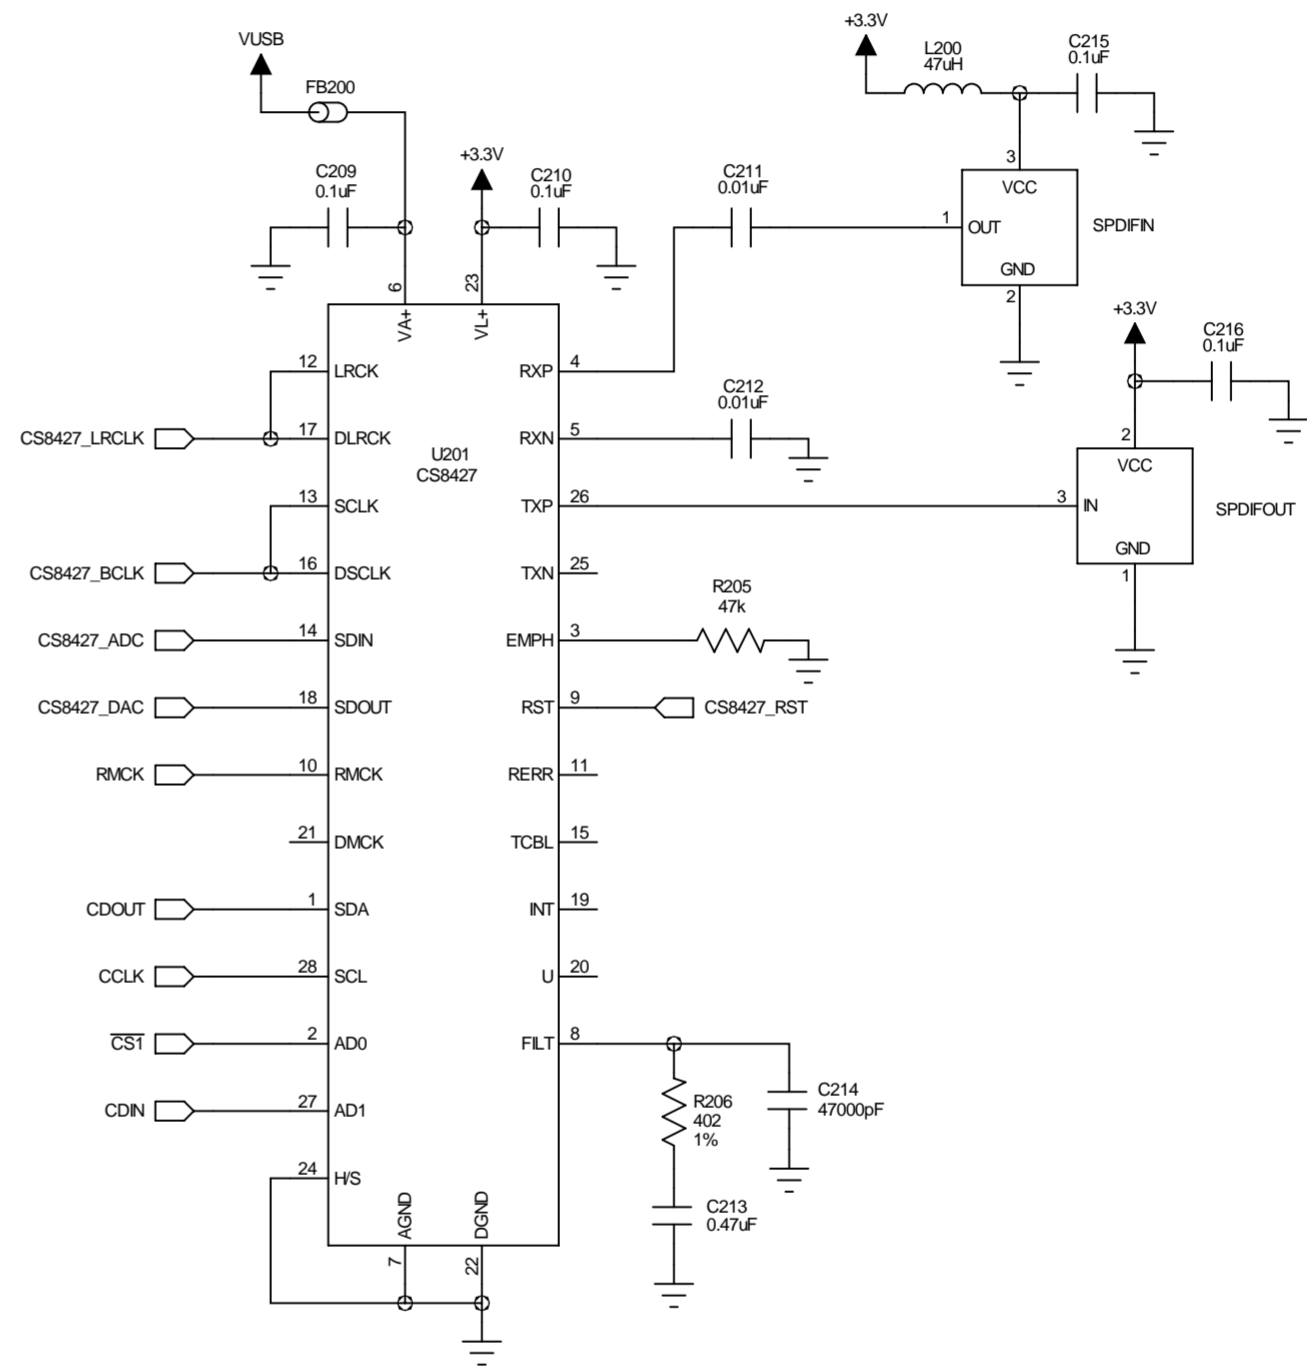 +3.3V
VUSB
L200
47uH
C215
0.1uF
FB200
+3.3V
C209
0.1uF
C210
0.1uF
C211
0.01uF
3
VCC
1
OUT
SPDIFIN
GND
2
6
23
VA+
VL+
+3.3V
C216
0.1uF
12
LRCK
RXP
4
C212
0.01uF
CS8427_LRCLK
17
DLRCK
RXN
5
U201
CS8427
2
VCC
13
SCLK
TXP
26
3
IN
SPDIFOUT
GND
1
CS8427_BCLK
16
DSCLK
TXN
25
R205
47k
CS8427_ADC
14
SDIN
EMPH
3
CS8427_DAC
18
SDOUT
RST
9
CS8427_RST
RMCK
10
RMCK
RERR
11
21
DMCK
TCBL
15
CDOUT
1
SDA
INT
19
CCLK
28
SCL
U
20
CS1
2
AD0
FILT
8
R206
402
1%
C214
47000pF
CDIN
27
AD1
24
H/S
AGND
DGND
C213
0.47uF
7
22